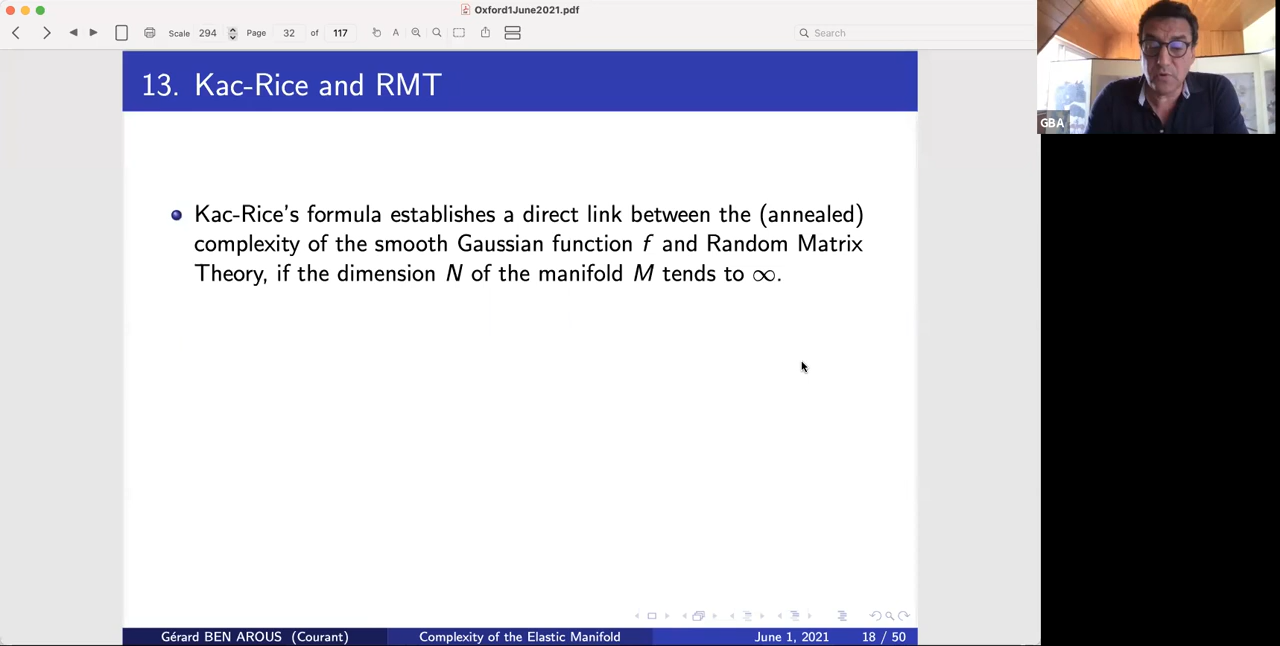 Oxford1June2021.pdf
Scale 294 Page 32 of 117 A Search
GBA
13. Kac-Rice and RMT
Kac-Rice's formula establishes a direct link between the (annealed)
complexity of the smooth Gaussian function f and Random Matrix
Theory, if the dimension N of the manifold M tends to ∞.
Gérard BEN AROUS (Courant) Complexity of the Elastic Manifold June 1, 2021 18 / 50